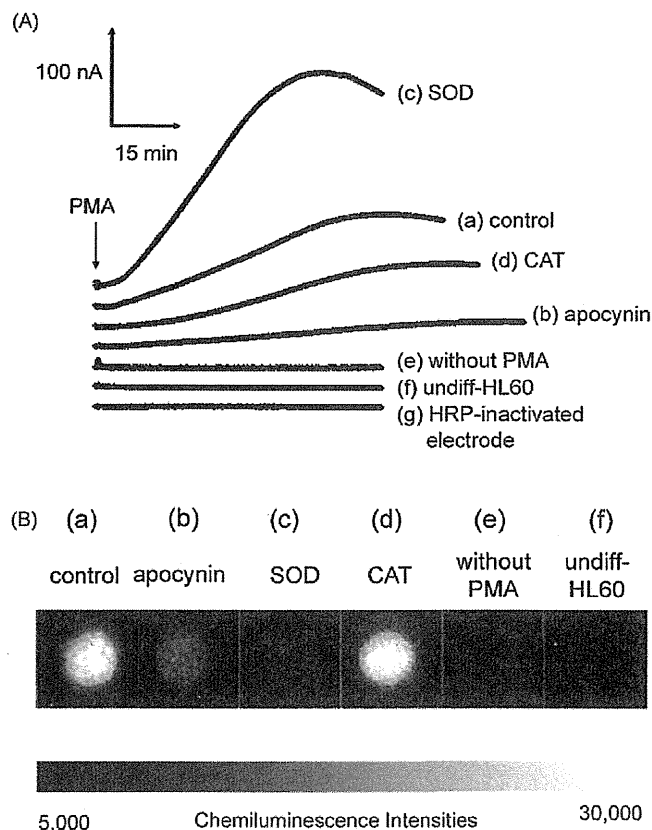 (A)
100 nA
15 min
PMA
(c) SOD
(a) control
(d) CAT
(b) apocynin
(e) without PMA
(f) undiff-HL60
(g) HRP-inactivated
electrode
(B) (a) (b) (c) (d) (e) (f)
control apocynin SOD CAT without PMA undiff-HL60
5,000 Chemiluminescence Intensities 30,000